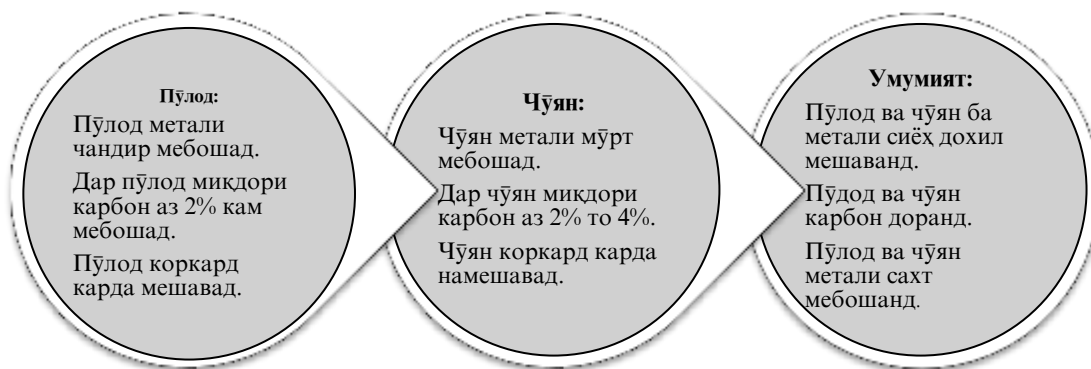 Пӯлод:
Пӯлод метали
чандир мебошад.
Дар пӯлод миқдори
карбон аз 2% кам
мебошад.
Пӯлод коркард
карда мешавад.
Чӯян:
Чӯян метали мӯрт
мебошад.
Дар чӯян миқдори
карбон аз 2% то 4%.
Чӯян коркард карда
намешавад.
Умумият:
Пӯлод ва чӯян ба
метали сиёҳ дохил
мешаванд.
Пӯдод ва чӯян
карбон доранд.
Пӯлод ва чӯян
метали сахт
мебошанд.